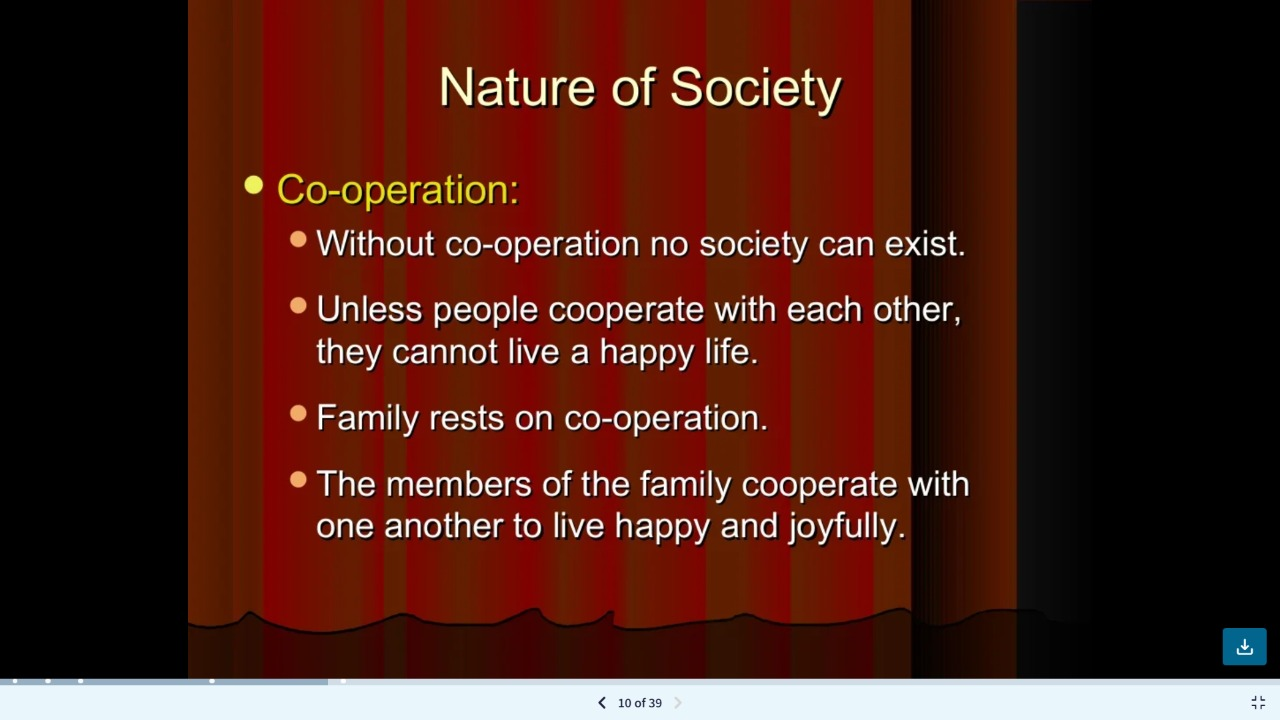 Nature of Society
Co-operation:
Without co-operation no society can exist.
Unless people cooperate with each other,
they cannot live a happy life.
Family rests on co-operation.
The members of the family cooperate with
one another to live happy and joyfully.
10 of 39